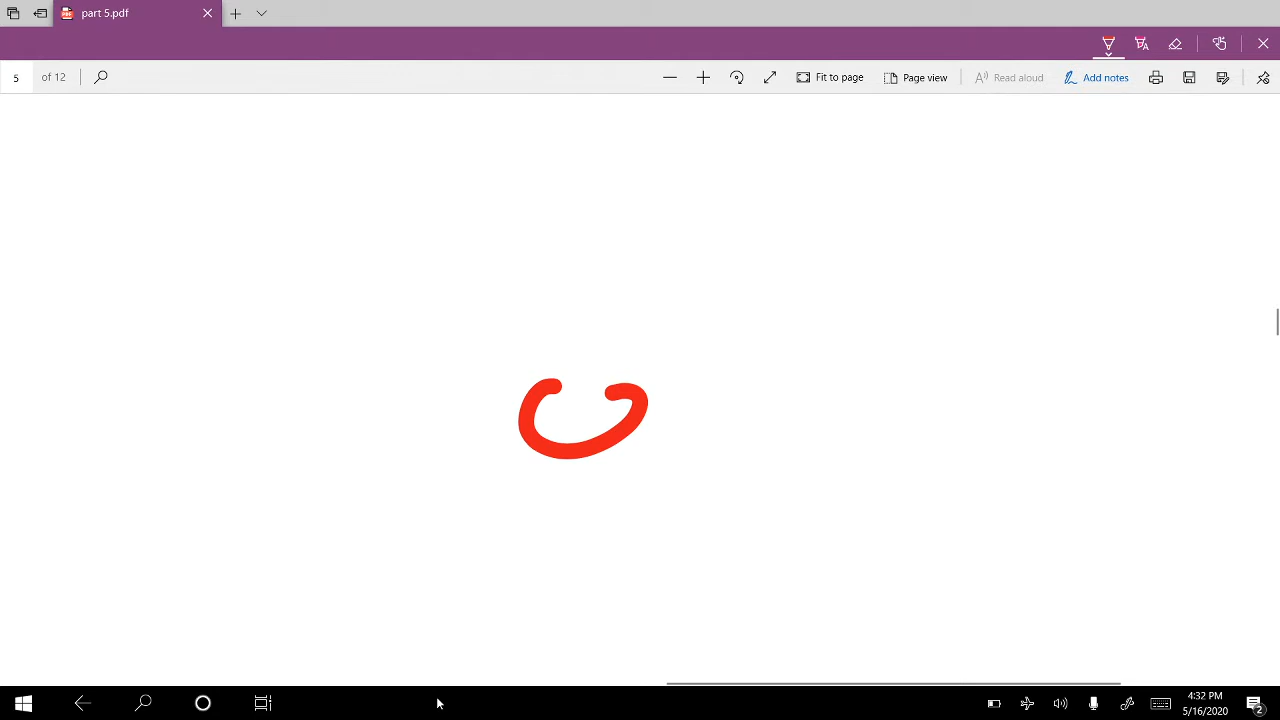 part 5.pdf
5 of 12 Fit to page Page view Read aloud Add notes
4:32 PM
5/16/2020 2